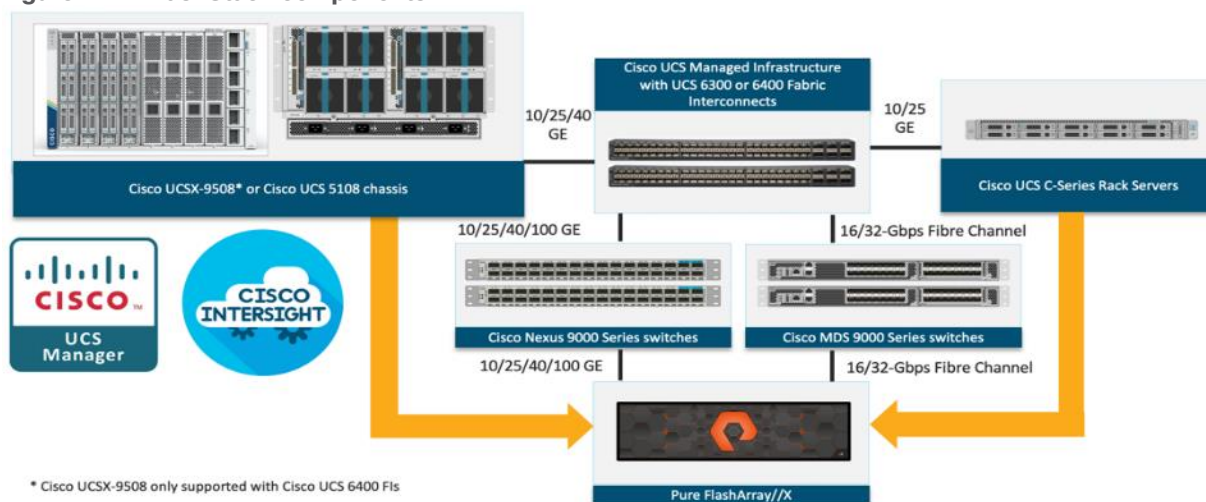 Cisco UCS Managed Infrastructure
with UCS 6300 or 6400 Fabric
Interconnects
10/25/40
GE
10/25
GE
CISCO
Cisco UCSX-9508* or Cisco UCS 5108 chassis
Cisco UCS C-Series Rack Servers
10/25/40/100 GE
16/32-Gbps Fibre Channel
CISCO™
UCS
Manager
CISCO
INTERSIGHT
Cisco Nexus 9000 Series switches
Cisco MDS 9000 Series switches
10/25/40/100 GE
16/32-Gbps Fibre Channel
* Cisco UCSX-9508 only supported with Cisco UCS 6400 FIs
Pure FlashArray//X